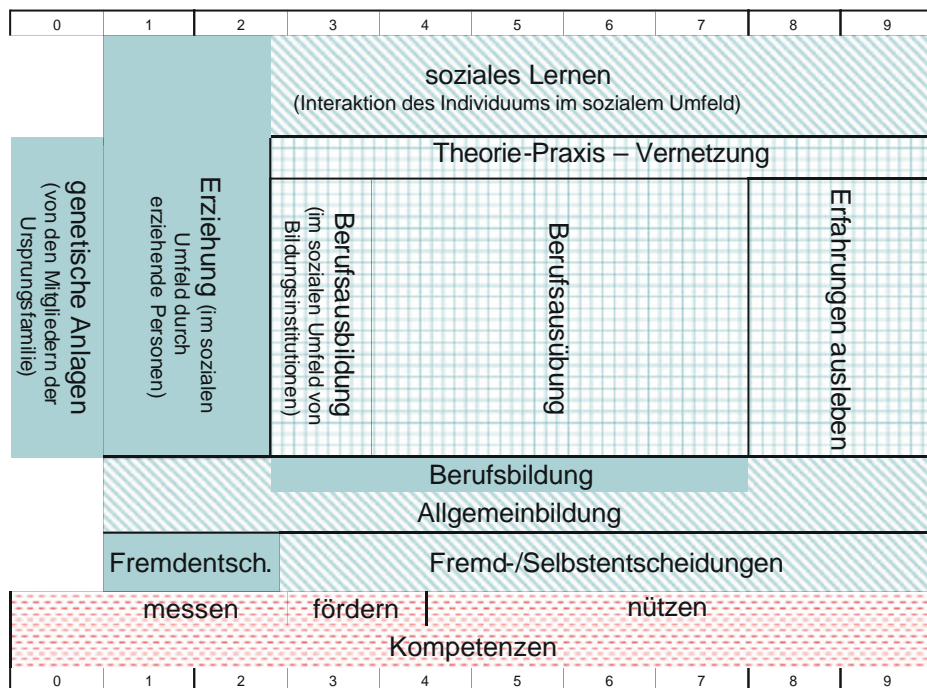 0 1 2 3 4 5 6 7 8 9
soziales Lernen
(Interaktion des Individuums im sozialem Umfeld)
Theorie-Praxis – Vernetzung
genetische Anlagen
(von den Mitgliedern der
Ursprungsfamilie)
Erziehung (im sozialen
Umfeld durch
erziehende Personen)
Berufsausbildung
(im sozialen Umfeld von
Bildungsinstitutionen)
Berufsausübung
Erfahrungen ausleben
Berufsbildung
Allgemeinbildung
Fremdentsch. Fremd-/Selbstentscheidungen
messen fördern nützen
Kompetenzen
0 1 2 3 4 5 6 7 8 9